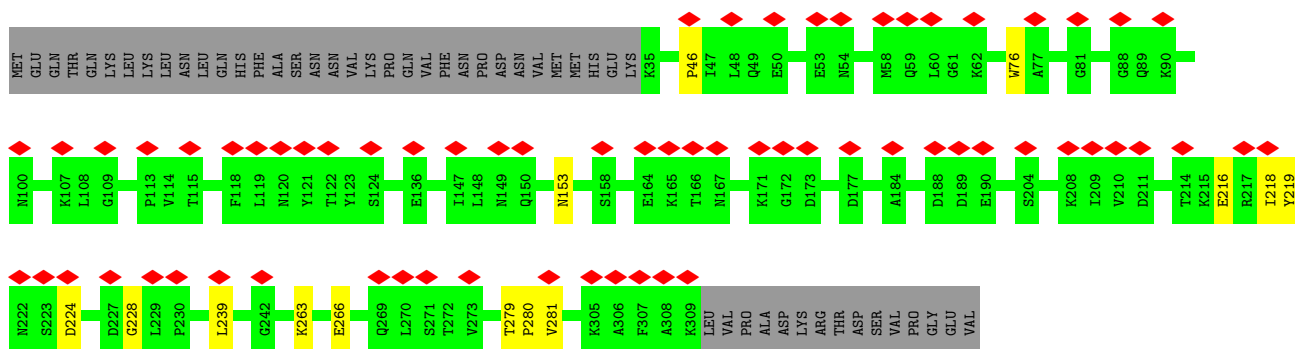 MET GLU GLN THR GLN LYS LEU LYS LEU ASN LEU GLN HIS PHE ALA SER ASN ASN VAL LYS PRO GLN VAL PHE ASN PRO ASP ASN VAL MET MET HIS GLU LYS K35 P46 I47 L48 Q49 E50 E53 N54 M58 Q59 L60 G61 K62 W76 A77 G81 G88 Q89 K90
N100 K107 L108 G109 P113 V114 T115 F118 L119 N120 Y121 T122 Y123 S124 E136 I147 L148 N149 Q150 N153 S158 E164 K165 T166 N167 K171 G172 D173 D177 A184 D188 D189 E190 S204 K208 I209 V210 D211 T214 K215 E216 R217 I218 Y219
N222 S223 D224 D227 G228 L229 P230 L239 G242 K263 E266 Q269 L270 S271 T272 V273 T279 P280 V281 K305 A306 F307 A308 K309 LEU VAL PRO ALA ASP LYS ARG THR ASP SER VAL PRO GLY GLU VAL